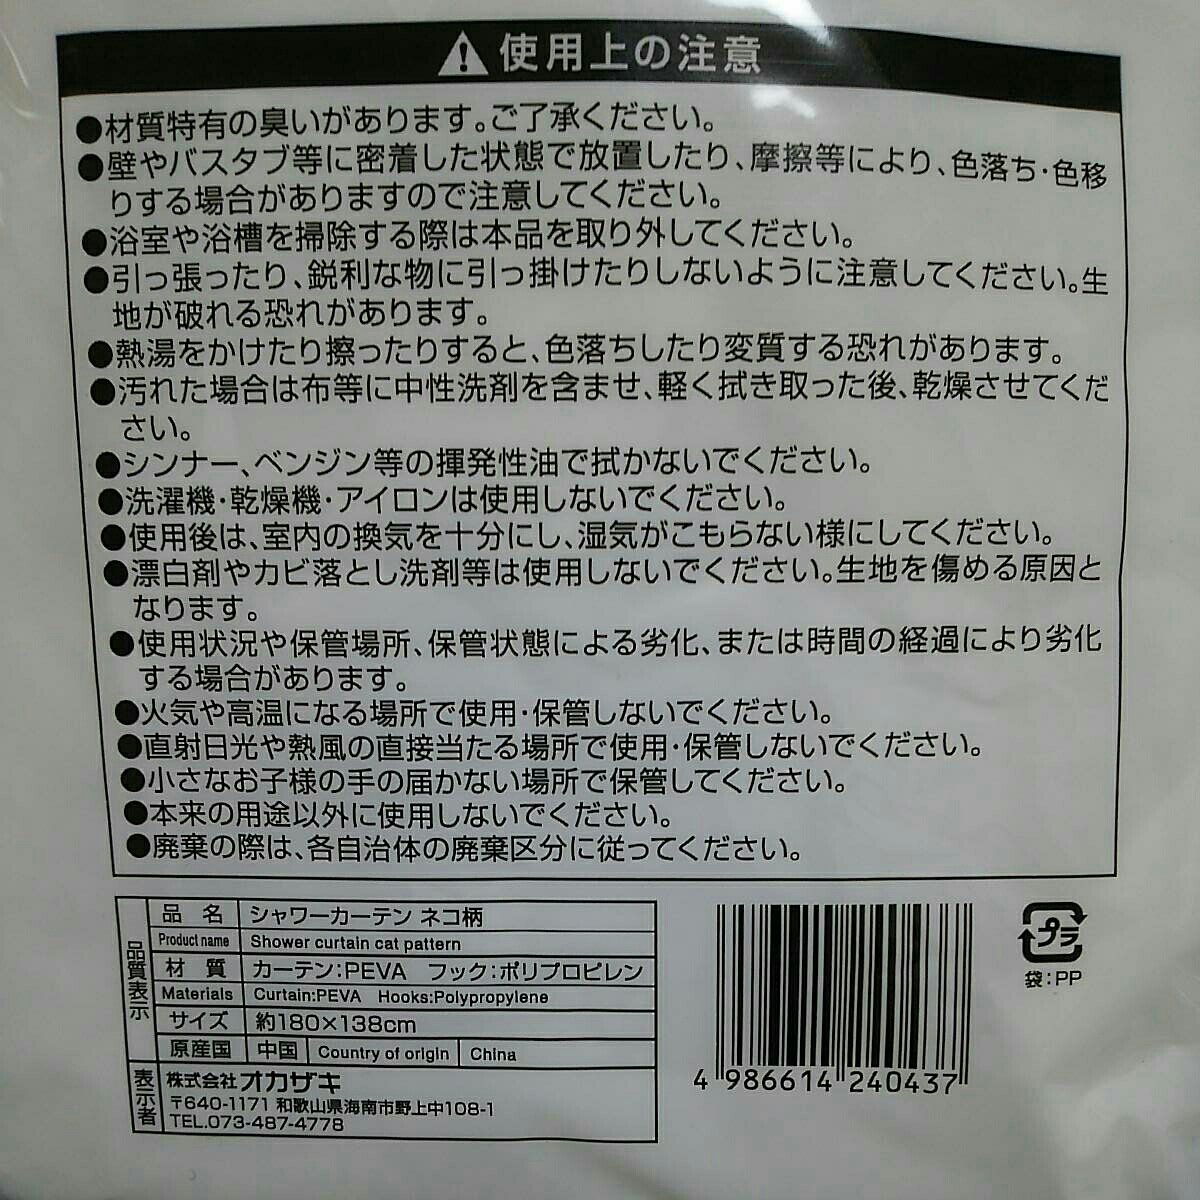 使用上の注意
●材質特有の臭いがあります。ご了承ください。
●壁やバスタブ等に密着した状態で放置したり、摩擦等により、色落ち・色移
りする場合がありますので注意してください。
●浴室や浴槽を掃除する際は本品を取り外してください。
●引っ張ったり、鋭利な物に引っ掛けたりしないように注意してください。生
地が破れる恐れがあります。
●熱湯をかけたり擦ったりすると、色落ちしたり変質する恐れがあります。
●汚れた場合は布等に中性洗剤を含ませ、軽く拭き取った後、乾燥させてくだ
さい。
●シンナー、ベンジン等の揮発性油で拭かないでください。
●洗濯機・乾燥機・アイロンは使用しないでください。
●使用後は、室内の換気を十分にし、湿気がこもらない様にしてください。
●漂白剤やカビ落とし洗剤等は使用しないでください。生地を傷める原因と
なります。
●使用状況や保管場所、保管状態による劣化、または時間の経過により劣化
する場合があります。
●火気や高温になる場所で使用・保管しないでください。
●直射日光や熱風の直接当たる場所で使用・保管しないでください。
●小さなお子様の手の届かない場所で保管してください。
●本来の用途以外に使用しないでください。
●廃棄の際は、各自治体の廃棄区分に従ってください。
品質表示
品 名 シャワーカーテン ネコ柄
Product name Shower curtain cat pattern
材 質 カーテン:PEVA フック:ポリプロピレン
Materials Curtain:PEVA Hooks:Polypropylene
サイズ 約180×138cm
原産国 中国 Country of origin China
表示者
株式会社オカザキ
〒640-1171 和歌山県海南市野上中108-1
TEL.073-487-4778
4 986614 240437
プラ
袋:PP